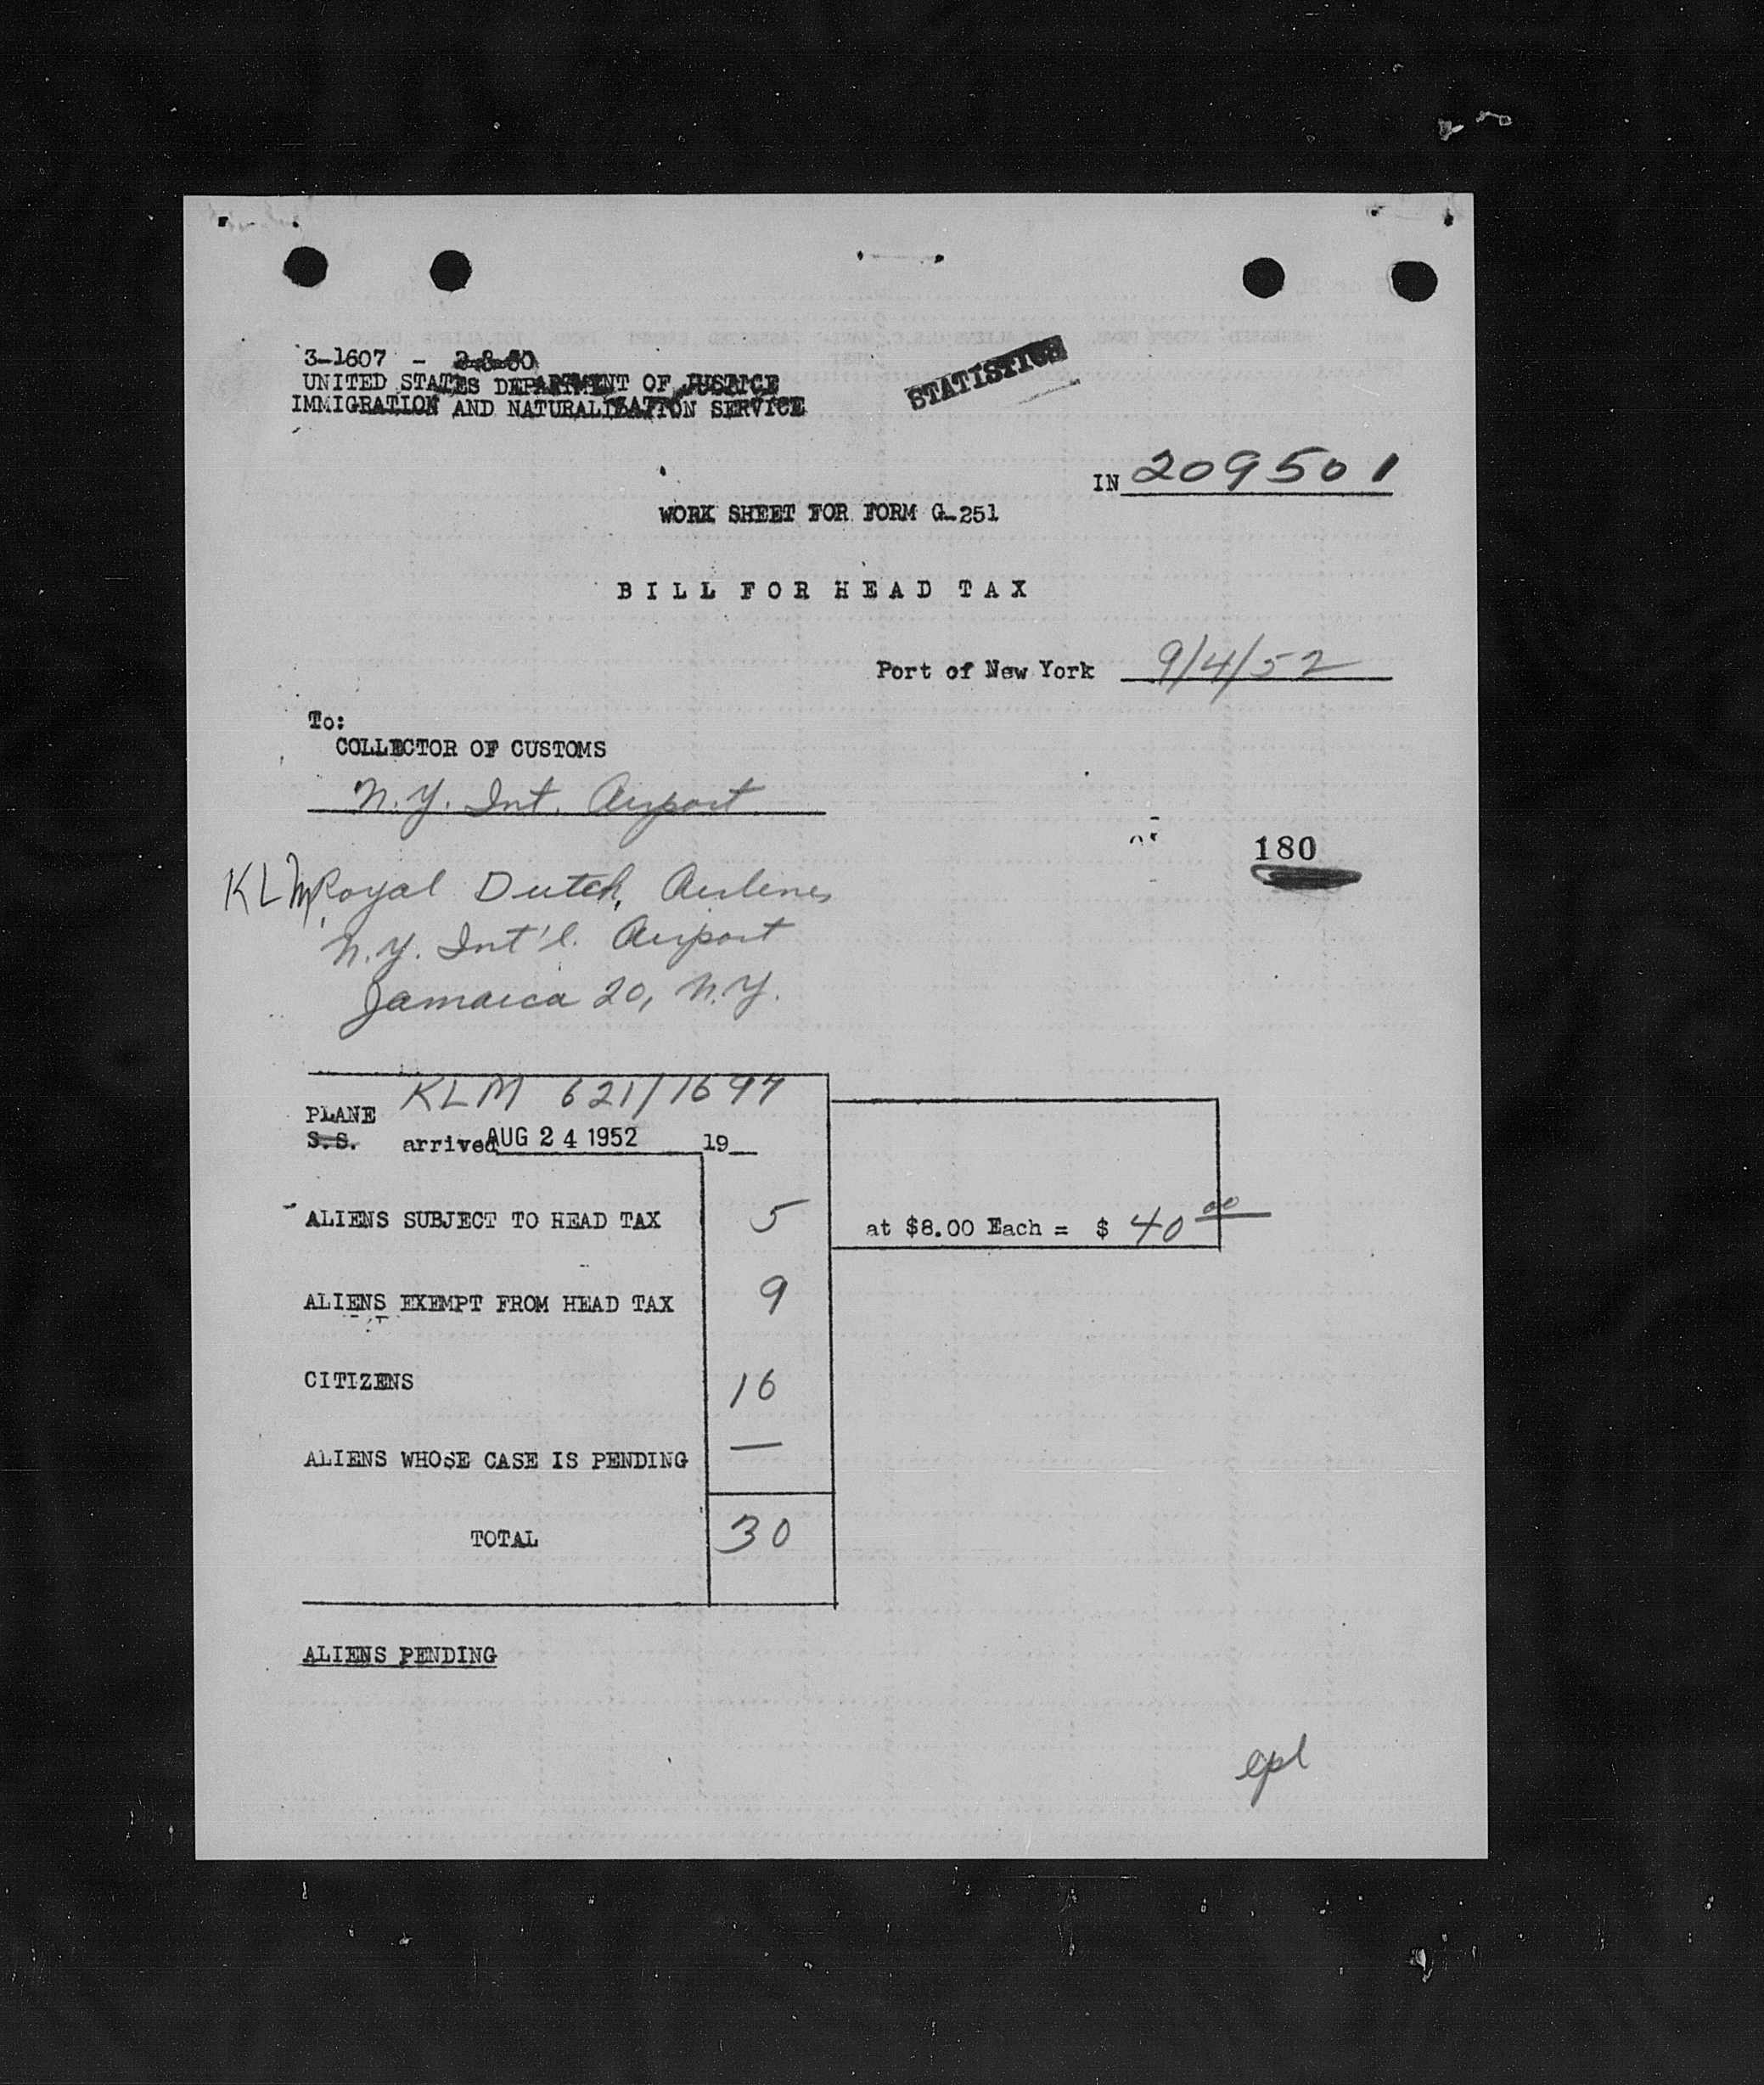 3-1607 - 2-8-50
UNITED STATES DEPARTMENT OF JUSTICE
IMMIGRATION AND NATURALIZATION SERVICE
STATISTICS
IN 209501
WORK SHEET FOR FORM G-251
BILL FOR HEAD TAX
Port of New York 9/4/52
To:
COLLECTOR OF CUSTOMS
N.Y. Int. Airport
180
KLM Royal Dutch, Airlines
N.Y. Int'l. Airport
Jamaica 20, N.Y.
KLM 621/1694
PLANE
S.S. arrived AUG 24 1952 19
ALIENS SUBJECT TO HEAD TAX 5 at $8.00 Each = $ 40 00
ALIENS EXEMPT FROM HEAD TAX 9
CITIZENS 16
ALIENS WHOSE CASE IS PENDING —
TOTAL 30
ALIENS PENDING
epl